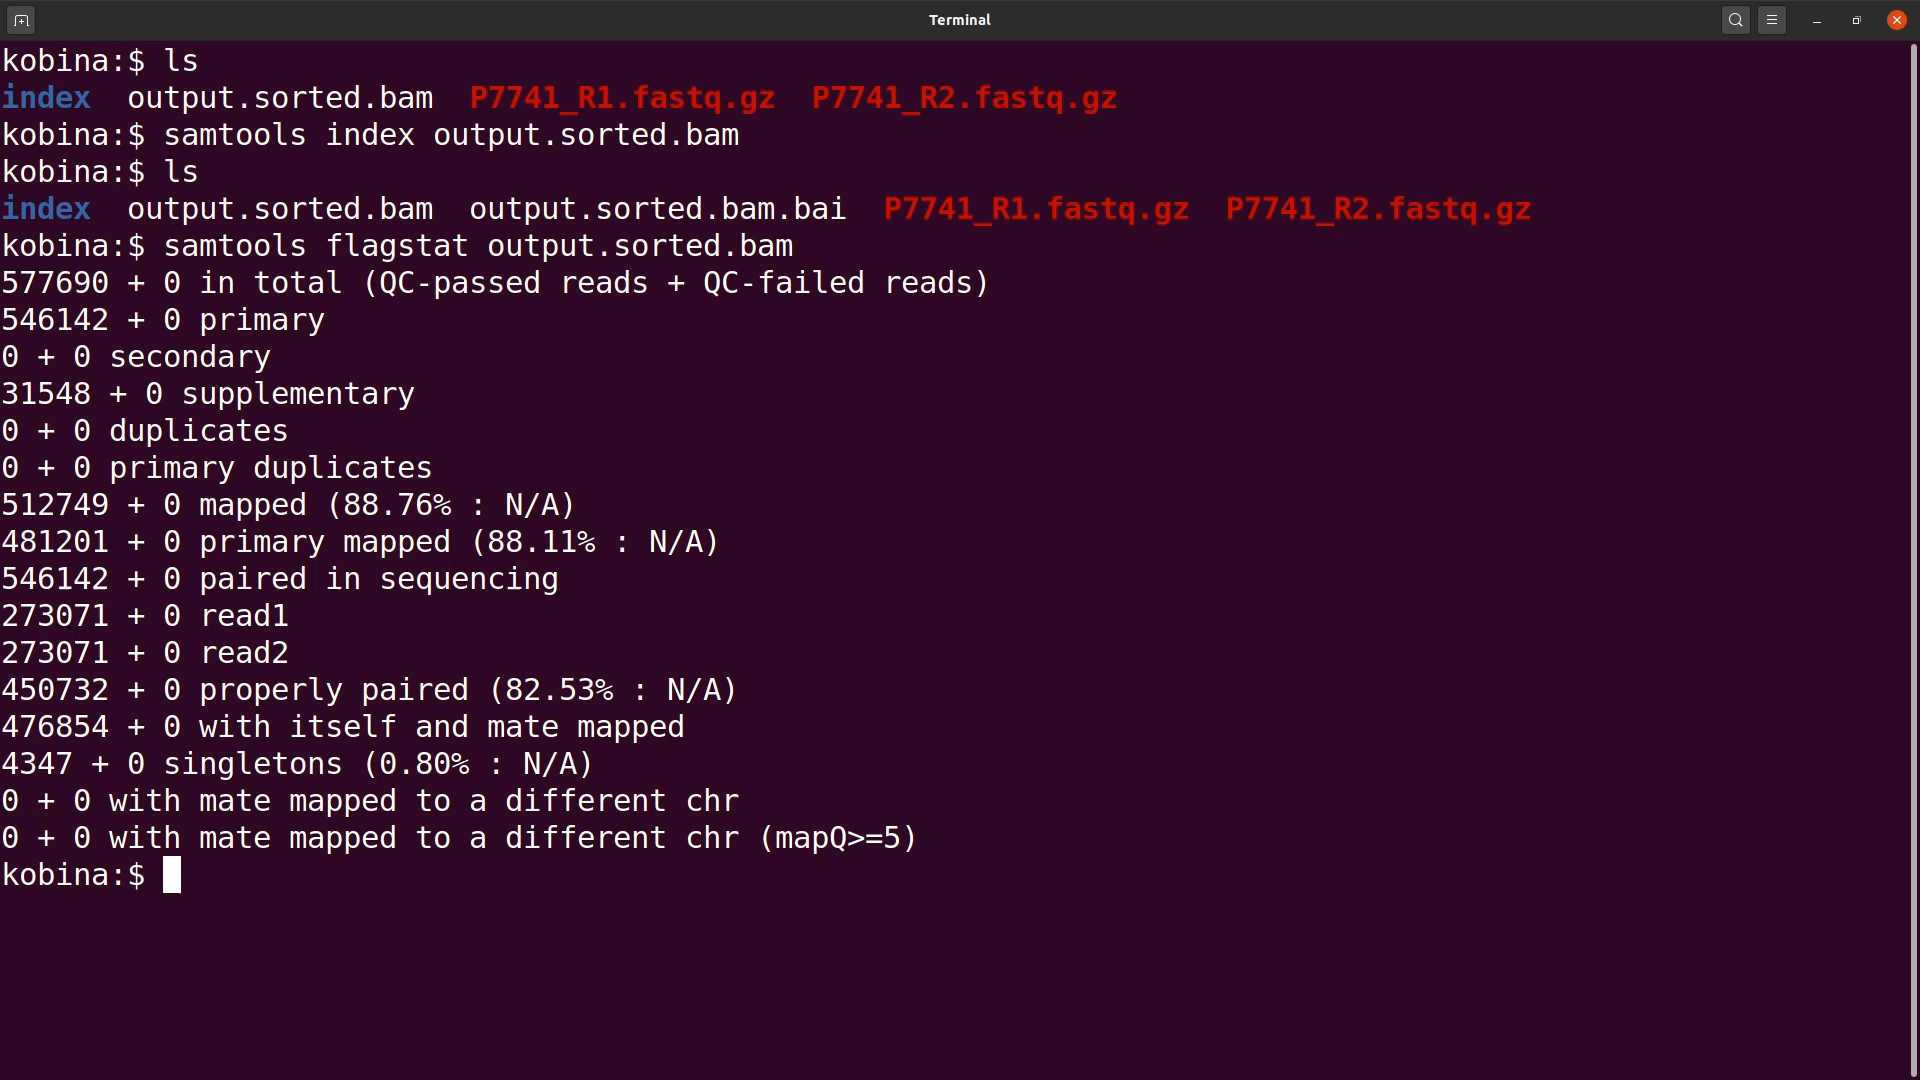 Terminal
kobina:$ ls
index  output.sorted.bam  P7741_R1.fastq.gz  P7741_R2.fastq.gz
kobina:$ samtools index output.sorted.bam
kobina:$ ls
index  output.sorted.bam  output.sorted.bam.bai  P7741_R1.fastq.gz  P7741_R2.fastq.gz
kobina:$ samtools flagstat output.sorted.bam
577690 + 0 in total (QC-passed reads + QC-failed reads)
546142 + 0 primary
0 + 0 secondary
31548 + 0 supplementary
0 + 0 duplicates
0 + 0 primary duplicates
512749 + 0 mapped (88.76% : N/A)
481201 + 0 primary mapped (88.11% : N/A)
546142 + 0 paired in sequencing
273071 + 0 read1
273071 + 0 read2
450732 + 0 properly paired (82.53% : N/A)
476854 + 0 with itself and mate mapped
4347 + 0 singletons (0.80% : N/A)
0 + 0 with mate mapped to a different chr
0 + 0 with mate mapped to a different chr (mapQ>=5)
kobina:$